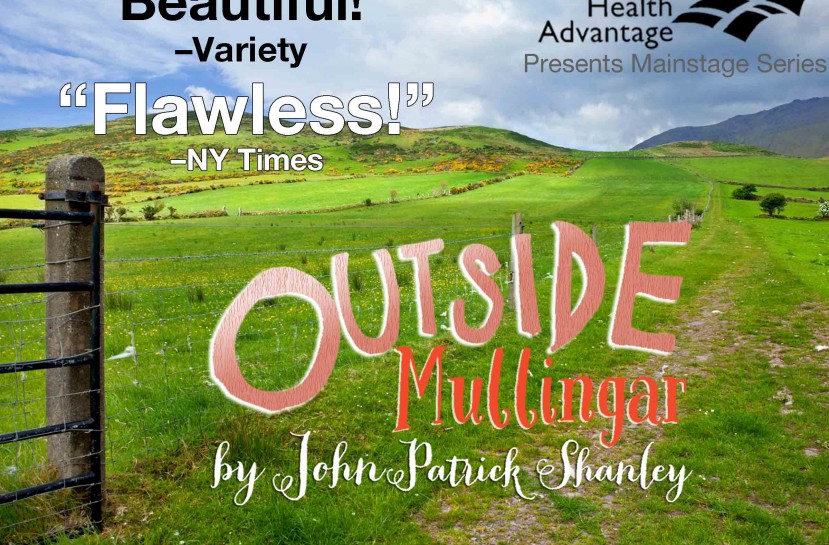 Beautiful!
–Variety
“Flawless!”
–NY Times
Health
Advantage
Presents Mainstage Series
OUTSIDE
Mullingar
by John Patrick Shanley